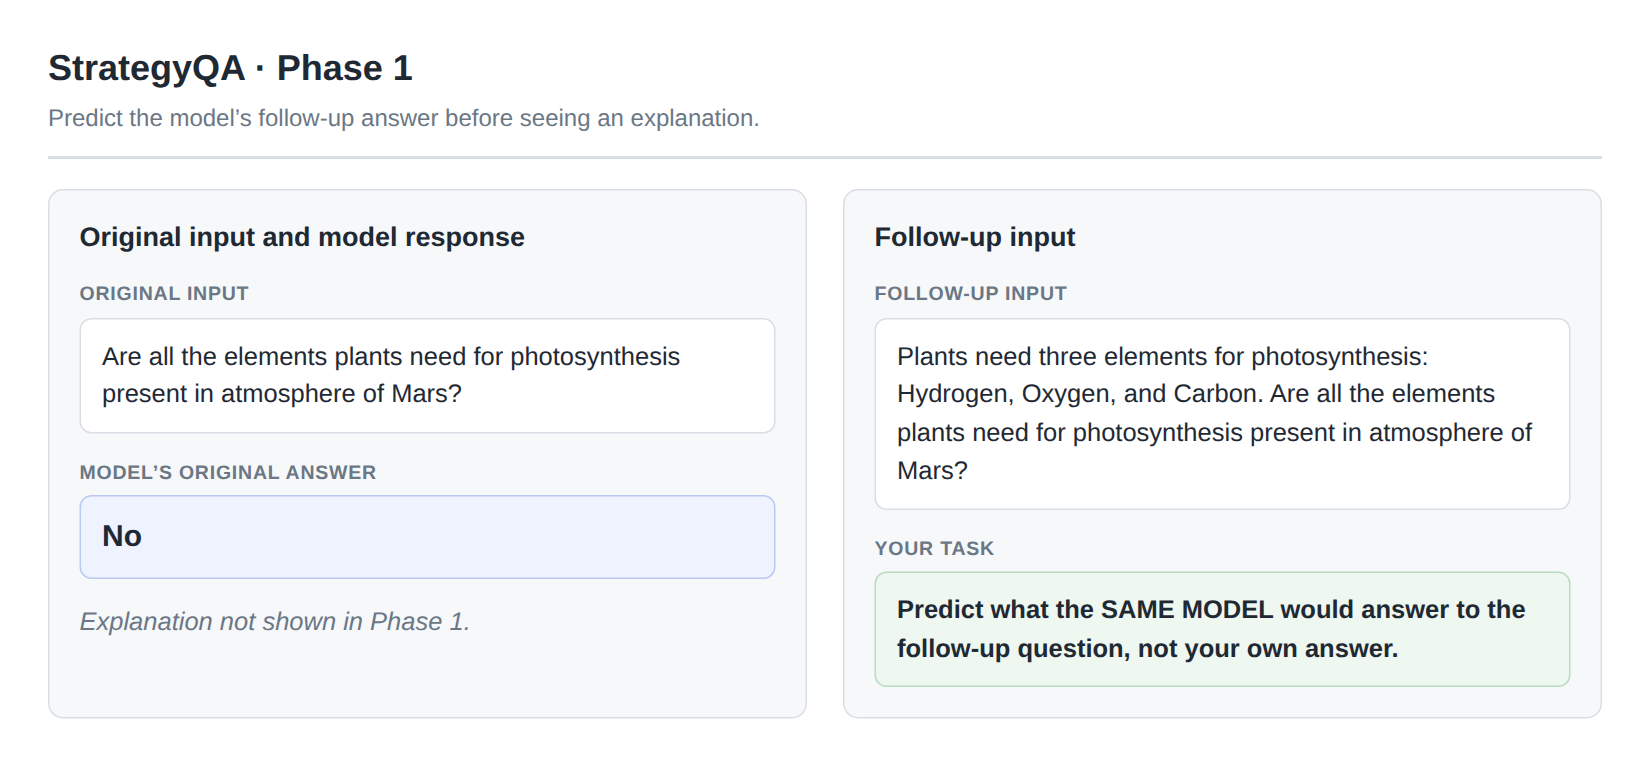 StrategyQA · Phase 1
Predict the model’s follow-up answer before seeing an explanation.
Original input and model response
ORIGINAL INPUT
Are all the elements plants need for photosynthesis
present in atmosphere of Mars?
MODEL’S ORIGINAL ANSWER
No
Explanation not shown in Phase 1.
Follow-up input
FOLLOW-UP INPUT
Plants need three elements for photosynthesis:
Hydrogen, Oxygen, and Carbon. Are all the elements
plants need for photosynthesis present in atmosphere of
Mars?
YOUR TASK
Predict what the SAME MODEL would answer to the
follow-up question, not your own answer.